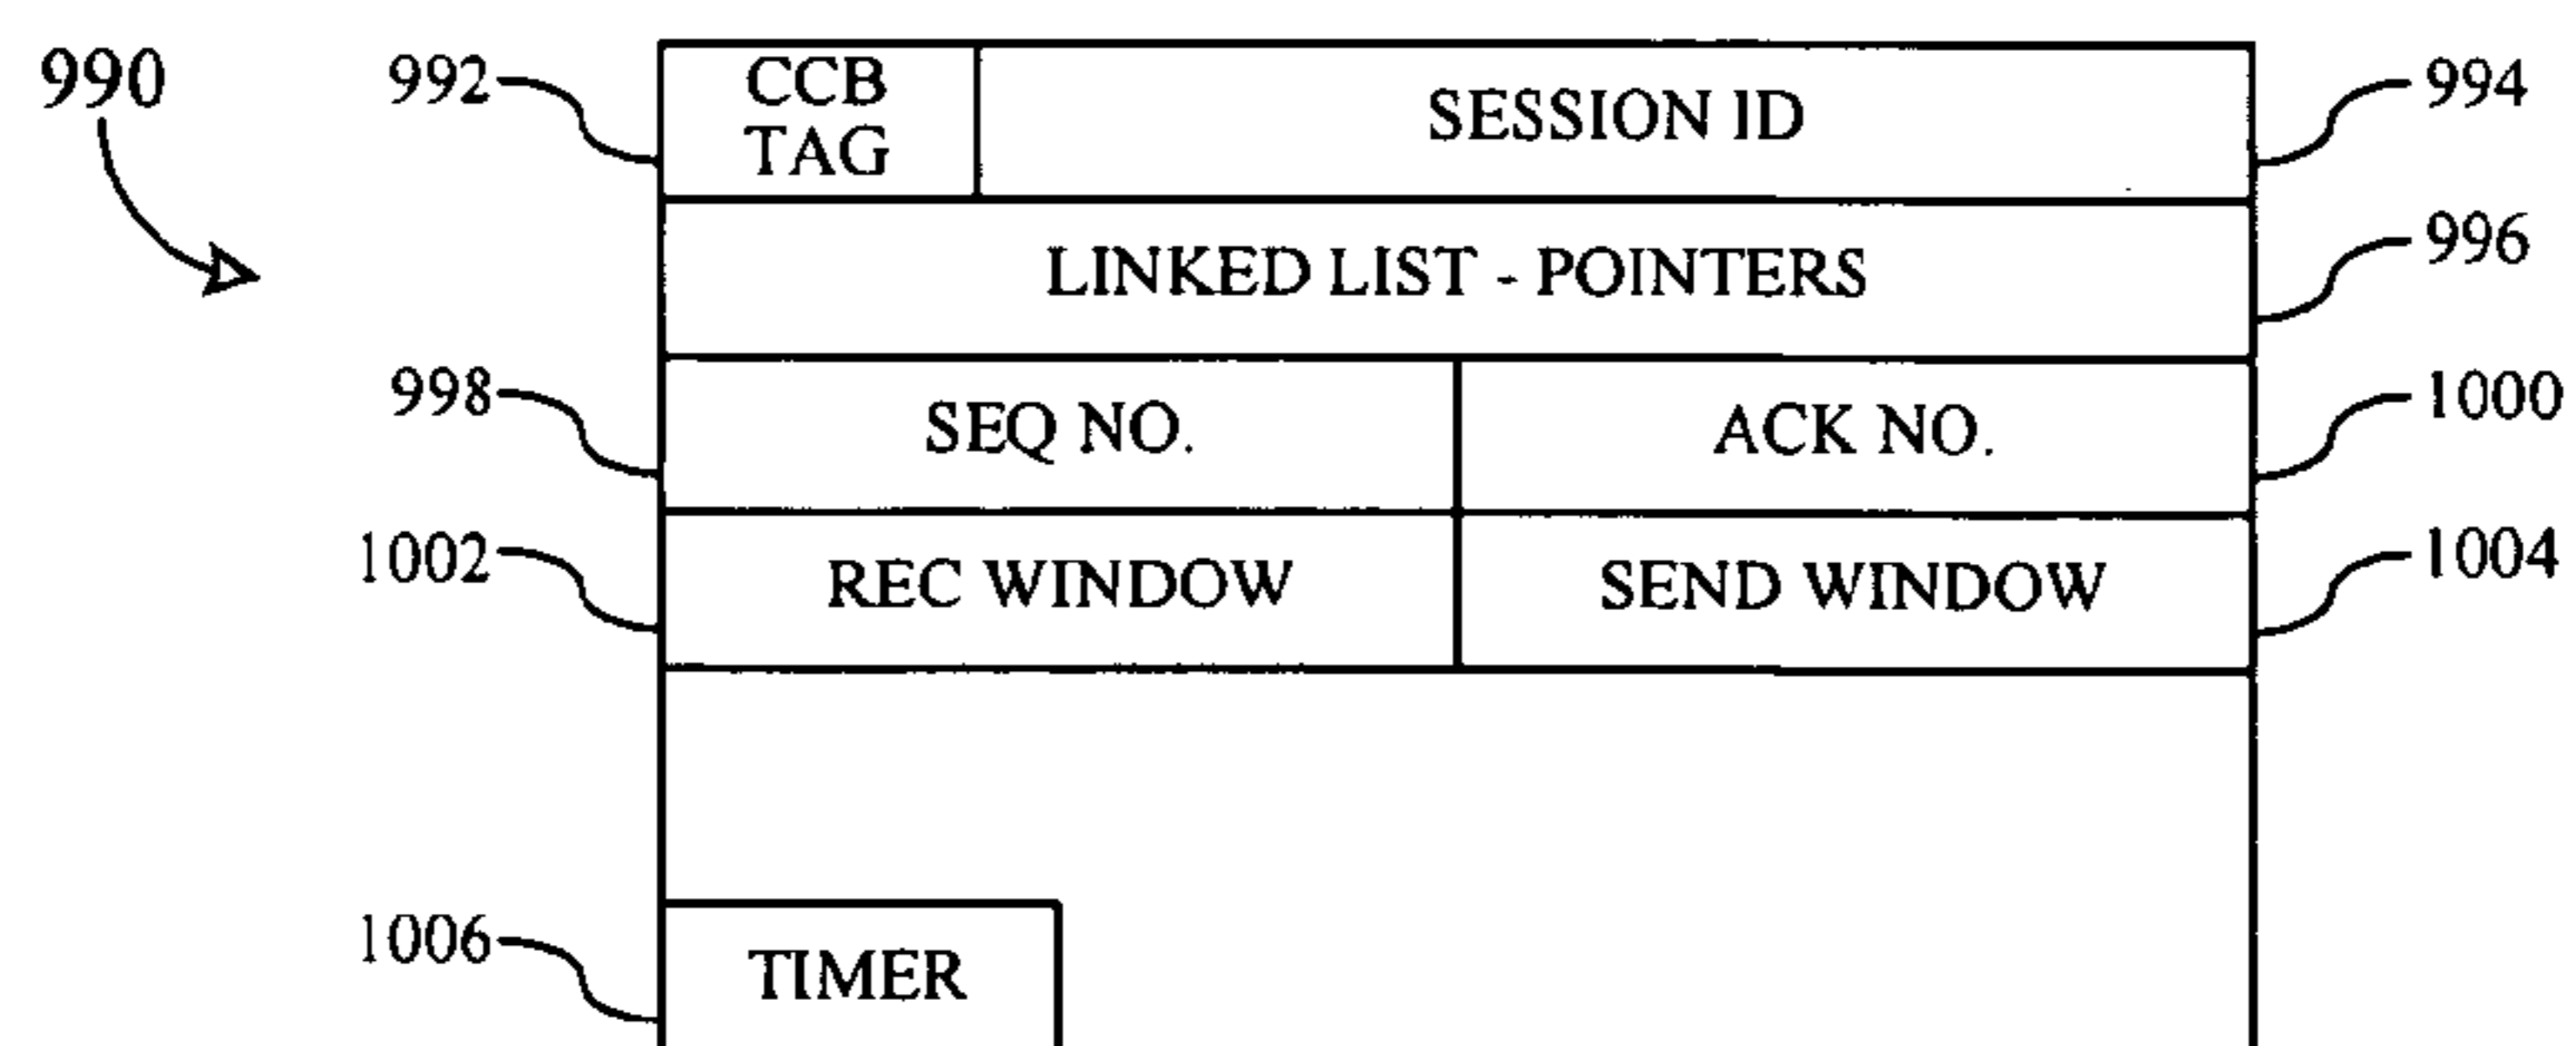 990
992
CCB
TAG
SESSION ID
994
LINKED LIST - POINTERS
996
998
SEQ NO.
ACK NO.
1000
1002
REC WINDOW
SEND WINDOW
1004
1006
TIMER